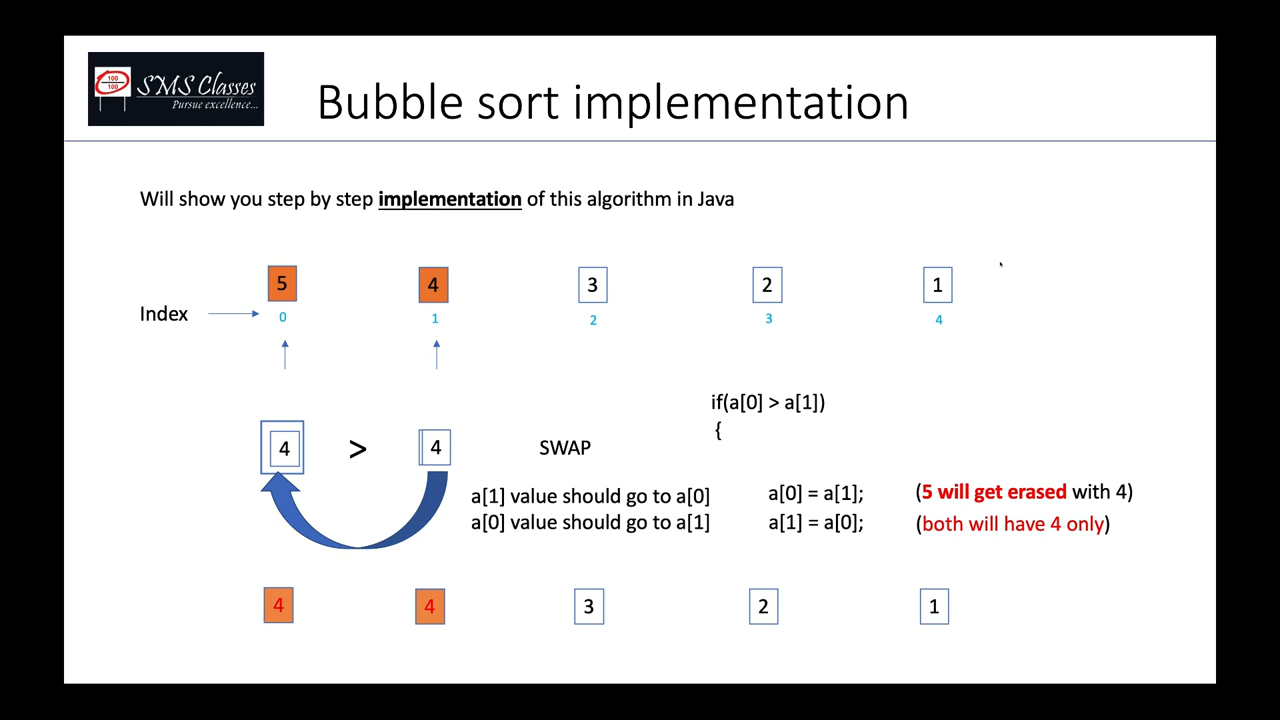 100
100
SMS Classes
Pursue excellence...
Bubble sort implementation
Will show you step by step implementation of this algorithm in Java
5 4 3 2 1
Index 0 1 2 3 4
if(a[0] > a[1])
{
4 > 4 SWAP
a[1] value should go to a[0] a[0] = a[1]; (5 will get erased with 4)
a[0] value should go to a[1] a[1] = a[0]; (both will have 4 only)
4 4 3 2 1